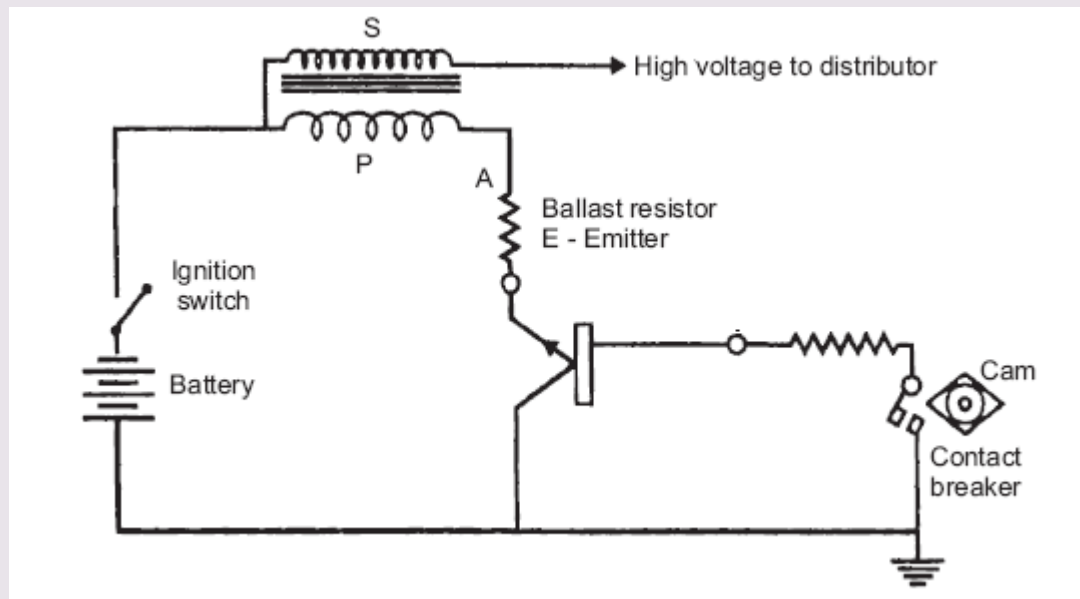 S
High voltage to distributor
P
A
Ballast resistor
E - Emitter
Ignition
switch
Battery
Cam
Contact
breaker